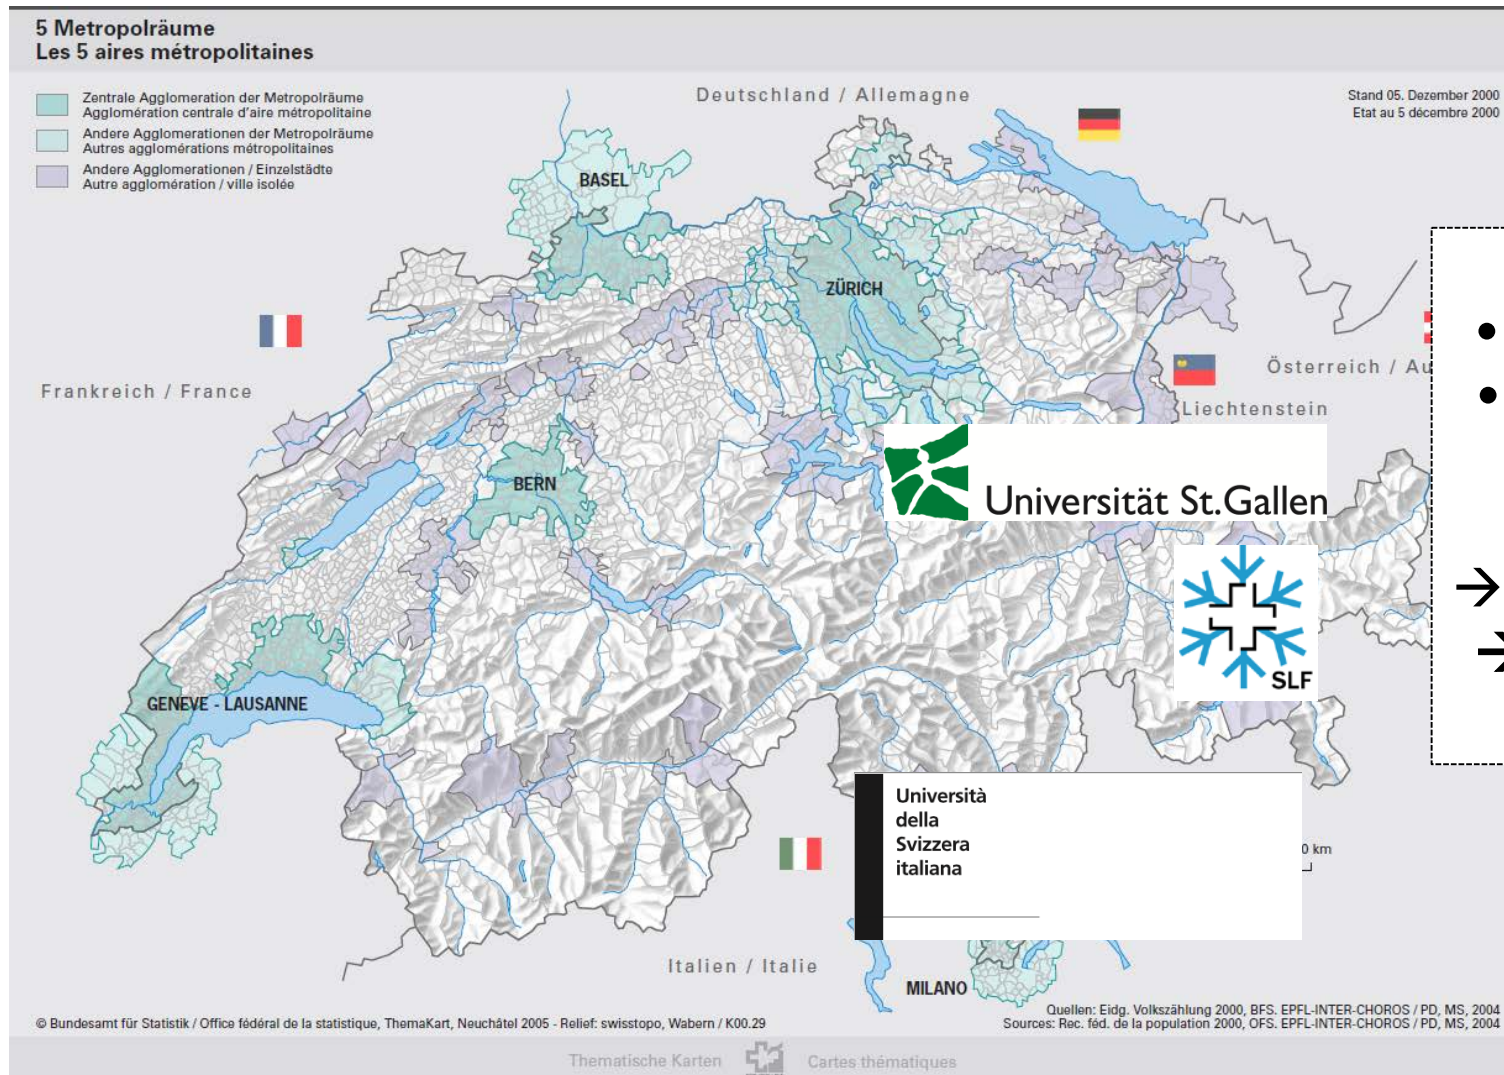 5 Metropolräume
Les 5 aires métropolitaines
Zentrale Agglomeration der Metropolräume
Agglomération centrale d'aire métropolitaine
Andere Agglomerationen der Metropolräume
Autres agglomérations métropolitaines
Andere Agglomerationen / Einzelstädte
Autre agglomération / ville isolée
Deutschland / Allemagne
Stand 05. Dezember 2000
Etat au 5 décembre 2000
BASEL
ZÜRICH
Frankreich / France
Österreich / Au
Liechtenstein
BERN
Universität St.Gallen
SLF
GENEVE - LAUSANNE
Università
della
Svizzera
italiana
0 km
Italien / Italie
MILANO
Quellen: Eidg. Volkszählung 2000, BFS. EPFL-INTER-CHOROS / PD, MS, 2004
© Bundesamt für Statistik / Office fédéral de la statistique, ThemaKart, Neuchâtel 2005 - Relief: swisstopo, Wabern / K00.29
Sources: Rec. féd. de la population 2000, OFS. EPFL-INTER-CHOROS / PD, MS, 2004
Thematische Karten
Cartes thématiques